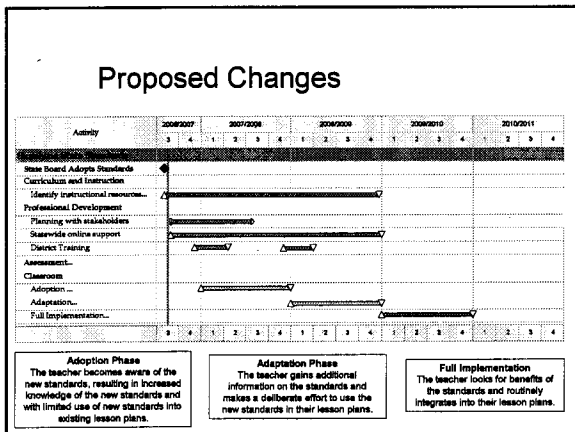 Proposed Changes
Activity 2006/2007 2007/2008 2008/2009 2009/2010 2010/2011
3 4 1 2 3 4 1 2 3 4 1 2 3 4 1 2 3 4
State Board Adopts Standards
Curriculum and Instruction
Identify instructional resources...
Professional Development
Planning with stakeholders
Statewide online support
District Training
Assessment...
Classroom
Adoption ...
Adaptation...
Full Implementation...
3 4 1 2 3 4 1 2 3 4 1 2 3 4 1 2 3 4
Adoption Phase
The teacher becomes aware of the
new standards, resulting in increased
knowledge of the new standards and
with limited use of new standards into
existing lesson plans.
Adaptation Phase
The teacher gains additional
information on the standards and
makes a deliberate effort to use the
new standards in their lesson plans.
Full Implementation
The teacher looks for benefits of
the standards and routinely
integrates into their lesson plans.